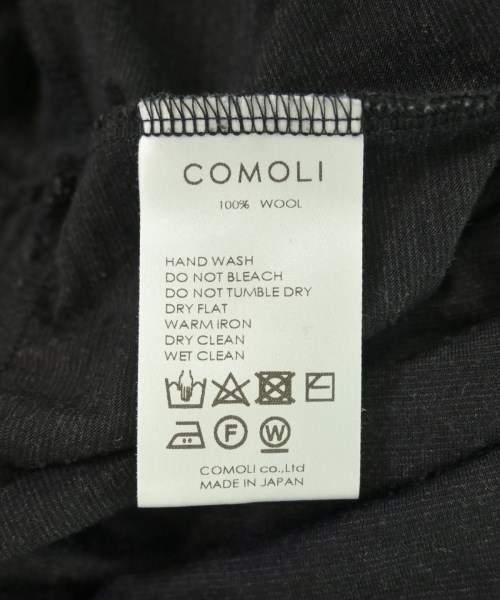 COMOLI
100% WOOL
HAND WASH
DO NOT BLEACH
DO NOT TUMBLE DRY
DRY FLAT
WARM IRON
DRY CLEAN
WET CLEAN
F W
COMOLI co.,Ltd
MADE IN JAPAN